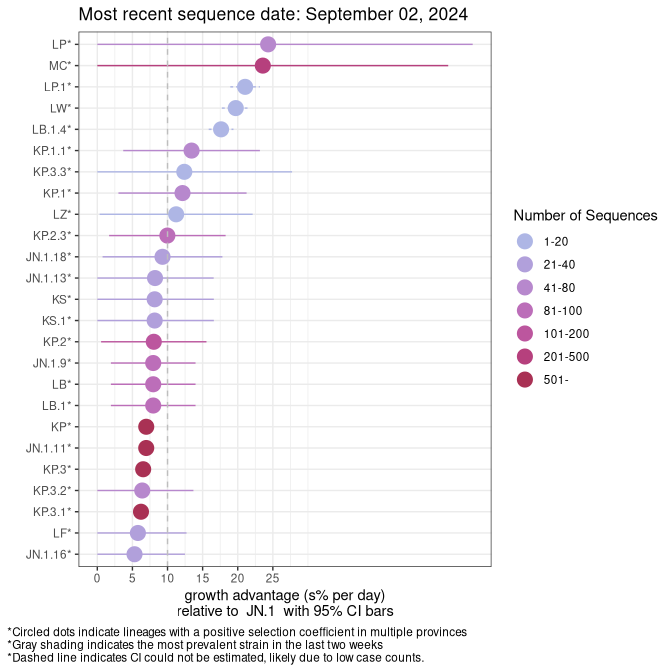 Most recent sequence date: September 02, 2024
LP*
MC*
LP.1*
LW*
LB.1.4*
KP.1.1*
KP.3.3*
KP.1*
LZ*
KP.2.3*
JN.1.18*
JN.1.13*
KS*
KS.1*
KP.2*
JN.1.9*
LB*
LB.1*
KP*
JN.1.11*
KP.3*
KP.3.2*
KP.3.1*
LF*
JN.1.16*
0 5 10 15 20 25
growth advantage (s% per day)
relative to JN.1 with 95% CI bars
Number of Sequences
1-20
21-40
41-80
81-100
101-200
201-500
501-
*Circled dots indicate lineages with a positive selection coefficient in multiple provinces
*Gray shading indicates the most prevalent strain in the last two weeks
*Dashed line indicates CI could not be estimated, likely due to low case counts.